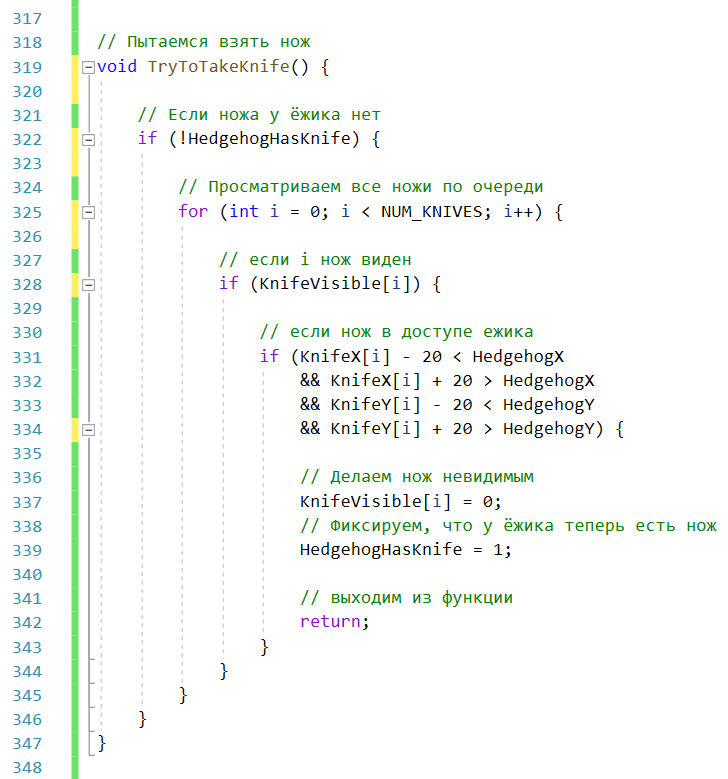 317
318 // Пытаемся взять нож
319 void TryToTakeKnife() {
320
321 // Если ножа у ёжика нет
322 if (!HedgehogHasKnife) {
323
324 // Просматриваем все ножи по очереди
325 for (int i = 0; i < NUM_KNIVES; i++) {
326
327 // если i нож виден
328 if (KnifeVisible[i]) {
329
330 // если нож в доступе ежика
331 if (KnifeX[i] - 20 < HedgehogX
332 && KnifeX[i] + 20 > HedgehogX
333 && KnifeY[i] - 20 < HedgehogY
334 && KnifeY[i] + 20 > HedgehogY) {
335
336 // Делаем нож невидимым
337 KnifeVisible[i] = 0;
338 // Фиксируем, что у ёжика теперь есть нож
339 HedgehogHasKnife = 1;
340
341 // выходим из функции
342 return;
343 }
344 }
345 }
346 }
347 }
348